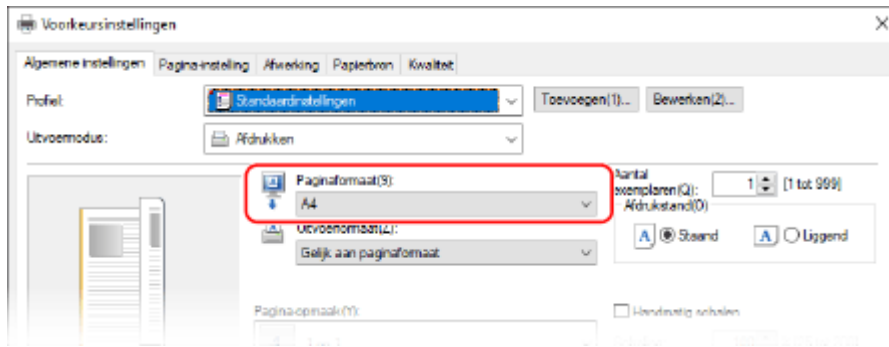 Voorkeursinstellingen
Algemene instellingen Pagina-instelling Afwerking Papierbron Kwaliteit
Profiel: Standaardinstellingen Toevoegen(1)... Bewerken(2)...
Uitvoermodus: Afdrukken
Paginaformaat(9):
A4
Aantal
exemplaren(Q): 1 [1 tot 999]
Afdrukstand(O)
Uitvoerformaat(Z):
Gelijk aan paginaformaat
A Staand A Liggend
Pagina-opmaak(Y): Handmatig schalen